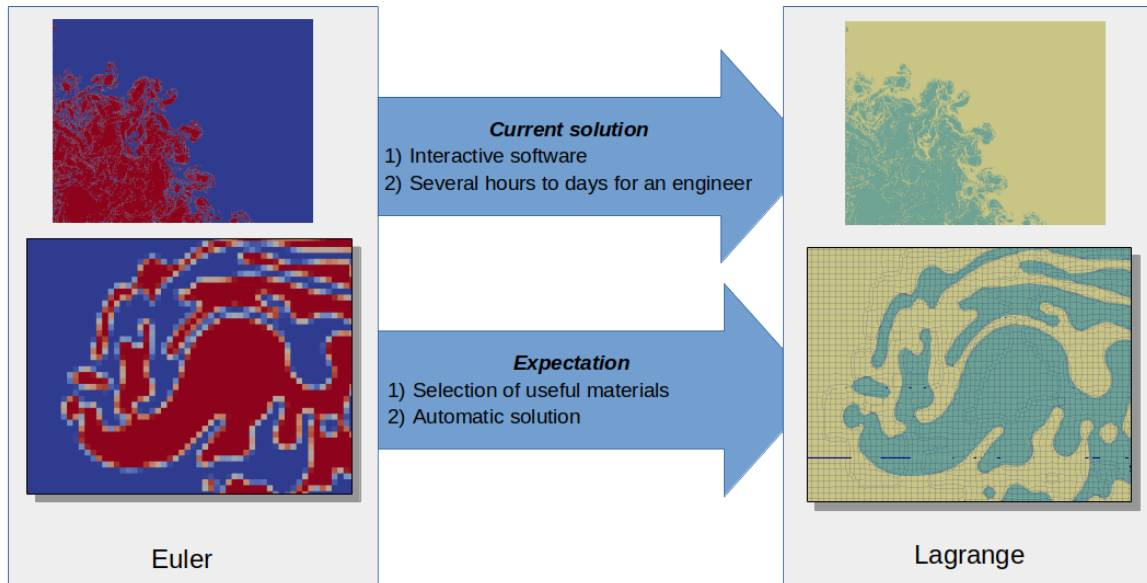 Current solution
1) Interactive software
2) Several hours to days for an engineer
Expectation
1) Selection of useful materials
2) Automatic solution
Euler
Lagrange